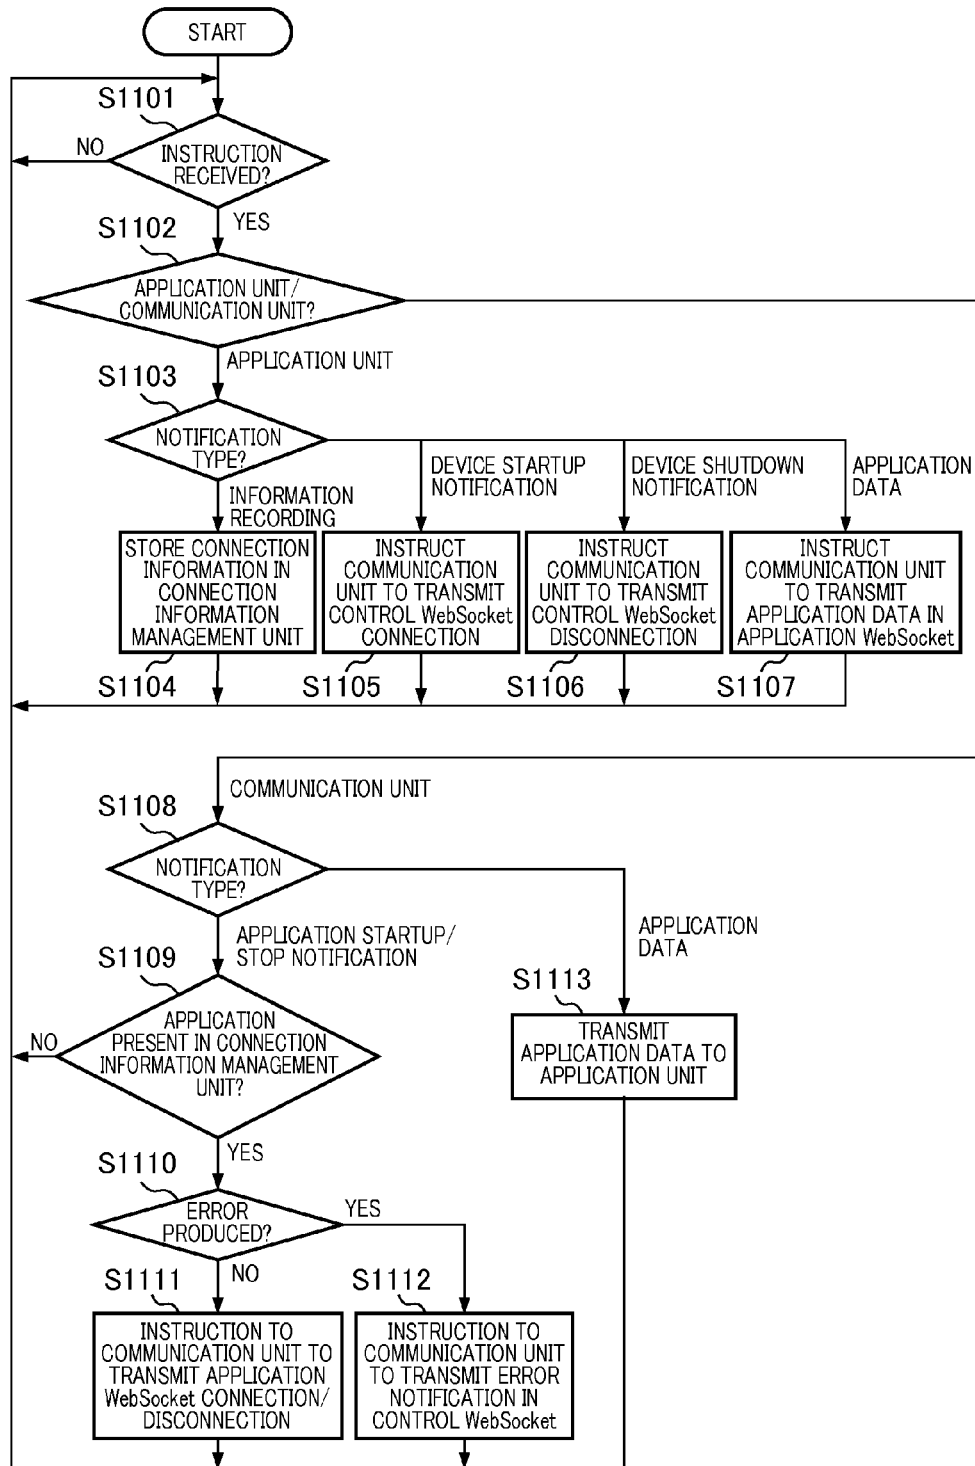 START
S1101
NO
INSTRUCTION
RECEIVED?
YES
S1102
APPLICATION UNIT/
COMMUNICATION UNIT?
APPLICATION UNIT
S1103
NOTIFICATION
TYPE?
DEVICE STARTUP
NOTIFICATION
DEVICE SHUTDOWN
NOTIFICATION
APPLICATION
DATA
INFORMATION
RECORDING
STORE CONNECTION
INFORMATION IN
CONNECTION
INFORMATION
MANAGEMENT UNIT
INSTRUCT
COMMUNICATION
UNIT TO TRANSMIT
CONTROL WebSocket
CONNECTION
INSTRUCT
COMMUNICATION
UNIT TO TRANSMIT
CONTROL WebSocket
DISCONNECTION
INSTRUCT
COMMUNICATION UNIT
TO TRANSMIT
APPLICATION DATA IN
APPLICATION WebSocket
S1104
S1105
S1106
S1107
COMMUNICATION UNIT
S1108
NOTIFICATION
TYPE?
APPLICATION STARTUP/
STOP NOTIFICATION
APPLICATION
DATA
S1109
NO
APPLICATION
PRESENT IN CONNECTION
INFORMATION MANAGEMENT
UNIT?
S1113
TRANSMIT
APPLICATION DATA TO
APPLICATION UNIT
YES
S1110
ERROR
PRODUCED?
YES
NO
S1111
S1112
INSTRUCTION TO
COMMUNICATION UNIT TO
TRANSMIT APPLICATION
WebSocket CONNECTION/
DISCONNECTION
INSTRUCTION TO
COMMUNICATION UNIT
TO TRANSMIT ERROR
NOTIFICATION IN
CONTROL WebSocket